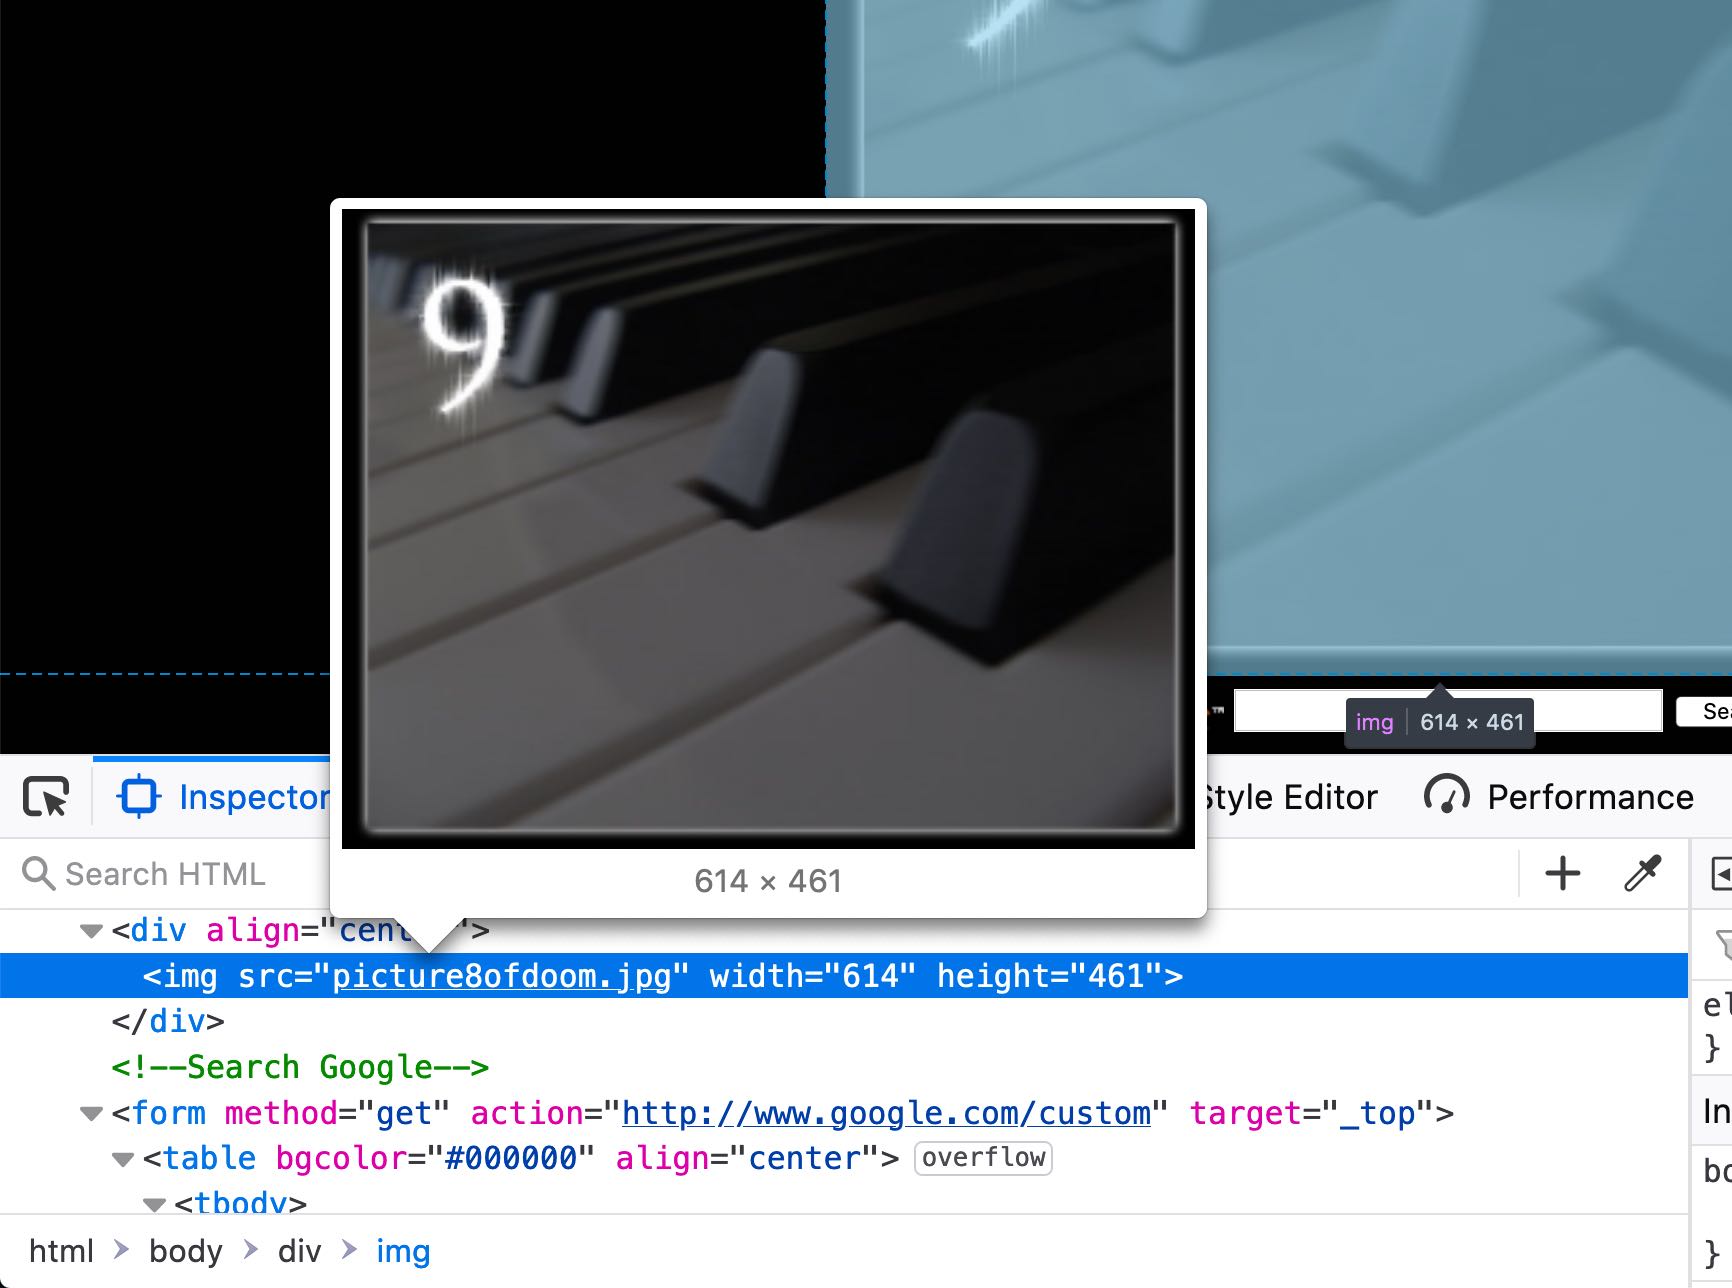 9
614 × 461
™
Sea
img 614 × 461
Inspector
Style Editor
Performance
Search HTML
<div align="cent">
<img src="picture8ofdoom.jpg" width="614" height="461">
</div>
<!--Search Google-->
<form method="get" action="http://www.google.com/custom" target="_top">
<table bgcolor="#000000" align="center"> overflow
<tbody>
html > body > div > img
el
}
In
bo
}